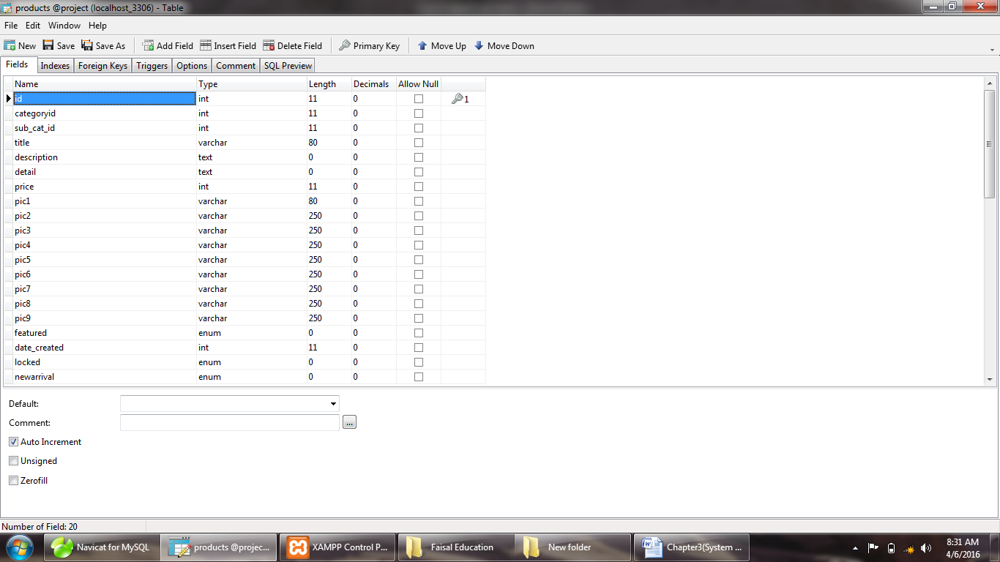 products @project (localhost_3306) - Table
File Edit Window Help
New Save Save As Add Field Insert Field Delete Field Primary Key Move Up Move Down
Fields Indexes Foreign Keys Triggers Options Comment SQL Preview
Name Type Length Decimals Allow Null
id int 11 0 1
categoryid int 11 0
sub_cat_id int 11 0
title varchar 80 0
description text 0 0
detail text 0 0
price int 11 0
pic1 varchar 80 0
pic2 varchar 250 0
pic3 varchar 250 0
pic4 varchar 250 0
pic5 varchar 250 0
pic6 varchar 250 0
pic7 varchar 250 0
pic8 varchar 250 0
pic9 varchar 250 0
featured enum 0 0
date_created int 11 0
locked enum 0 0
newarrival enum 0 0
Default:
Comment: ...
Auto Increment
Unsigned
Zerofill
Number of Field: 20
Navicat for MySQL products @projec... XAMPP Control P... Faisal Education New folder Chapter3(System ... 8:31 AM
4/6/2016